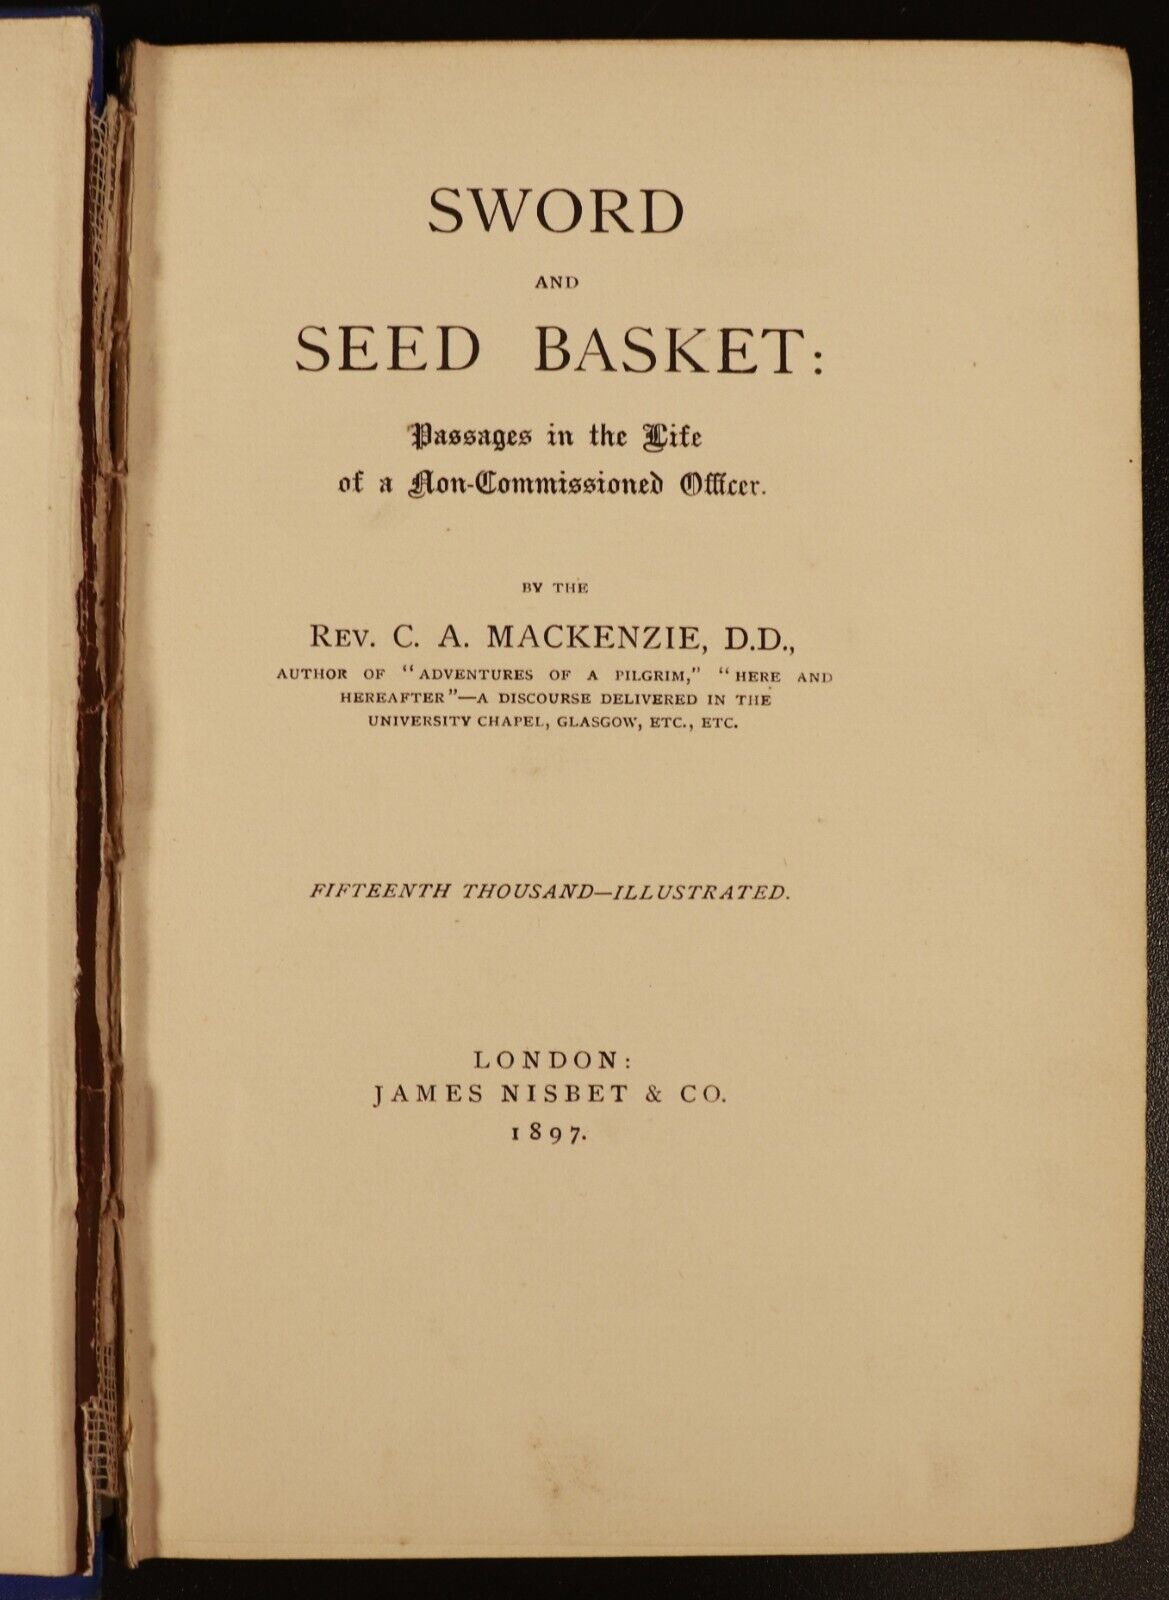 SWORD
AND
SEED BASKET:
Passages in the Life
of a Non-Commissioned Officer.
BY THE
REV. C. A. MACKENZIE, D.D.,
AUTHOR OF "ADVENTURES OF A PILGRIM," "HERE AND
HEREAFTER"—A DISCOURSE DELIVERED IN THE
UNIVERSITY CHAPEL, GLASGOW, ETC., ETC.
FIFTEENTH THOUSAND—ILLUSTRATED.
LONDON:
JAMES NISBET & CO.
1897.